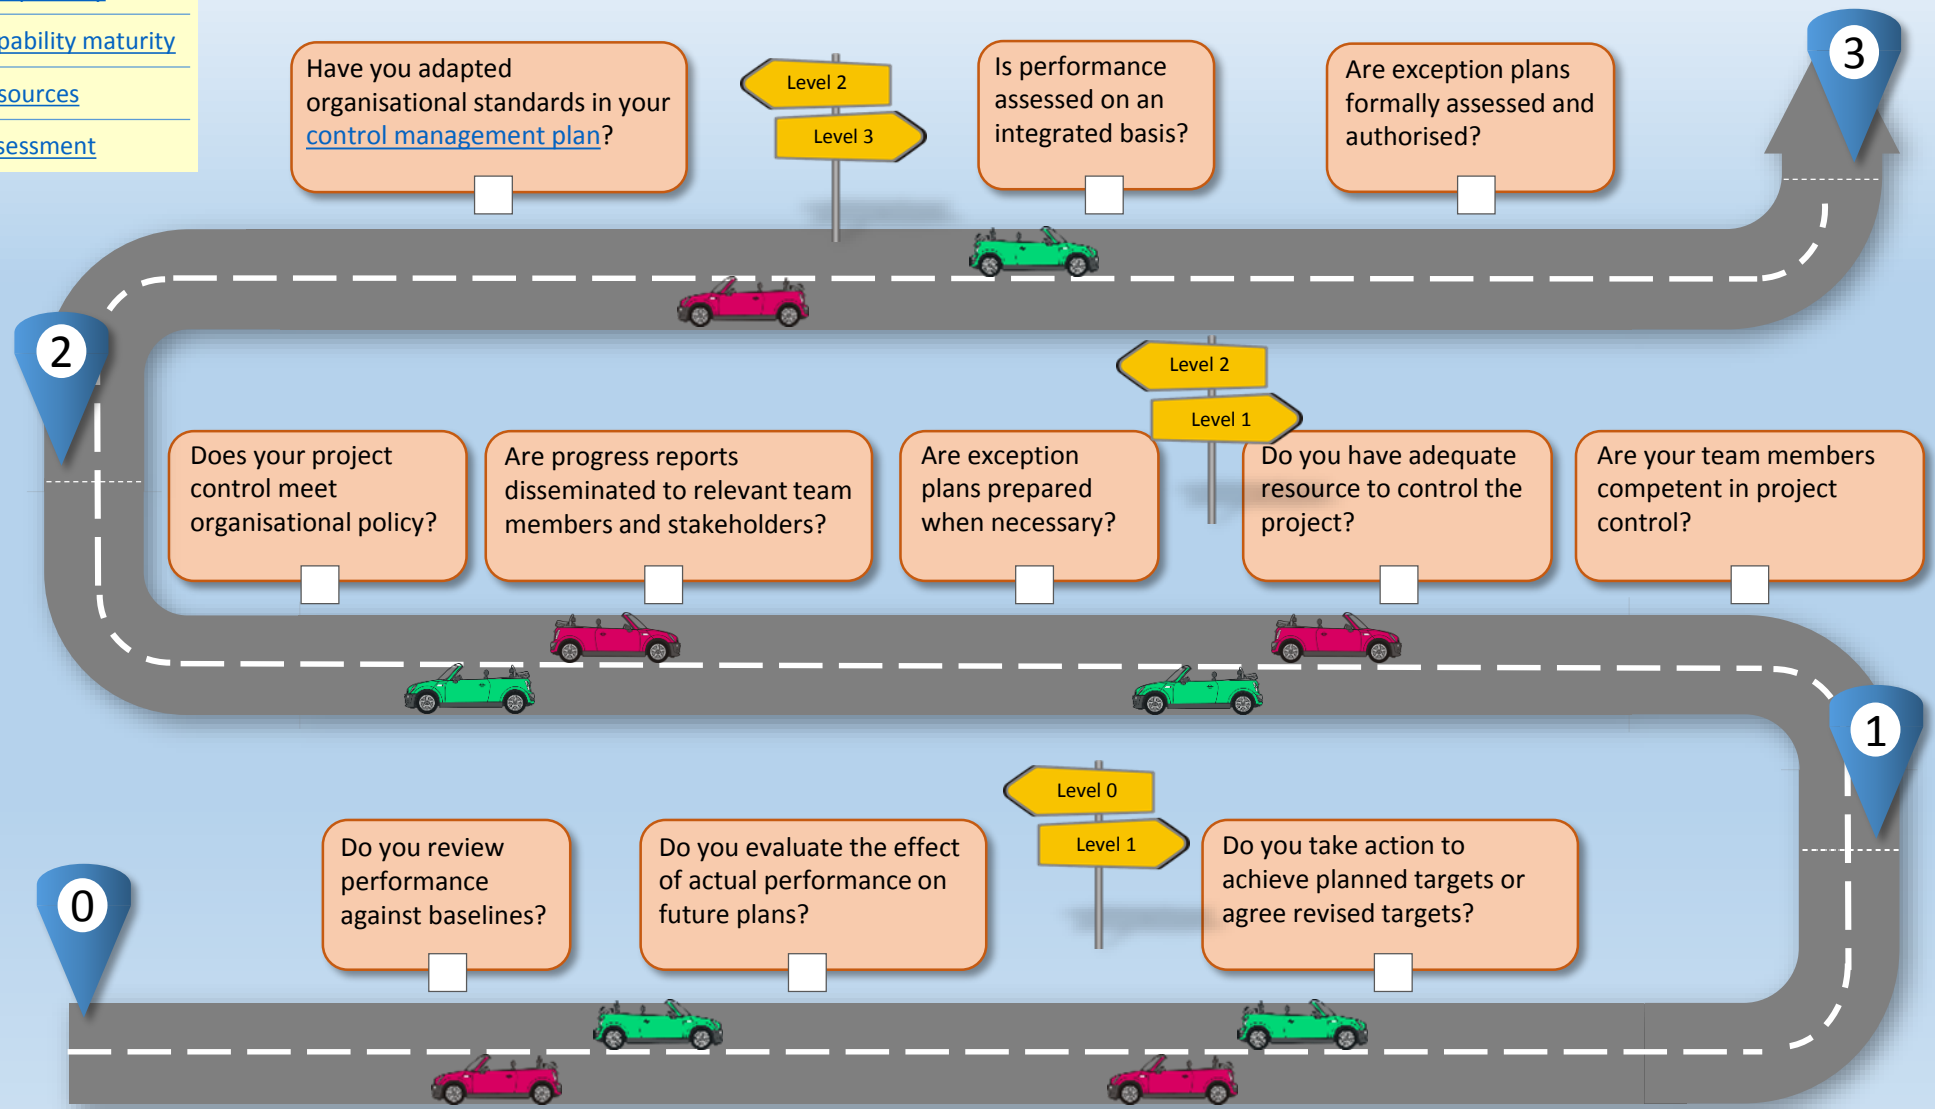 pability maturity
sources
sessment
Have you adapted
organisational standards in your
control management plan?
Level 2
Level 3
Is performance
assessed on an
integrated basis?
Are exception plans
formally assessed and
authorised?
3
2
Level 2
Level 1
Does your project
control meet
organisational policy?
Are progress reports
disseminated to relevant team
members and stakeholders?
Are exception
plans prepared
when necessary?
Do you have adequate
resource to control the
project?
Are your team members
competent in project
control?
1
Level 0
Level 1
0
Do you review
performance
against baselines?
Do you evaluate the effect
of actual performance on
future plans?
Do you take action to
achieve planned targets or
agree revised targets?